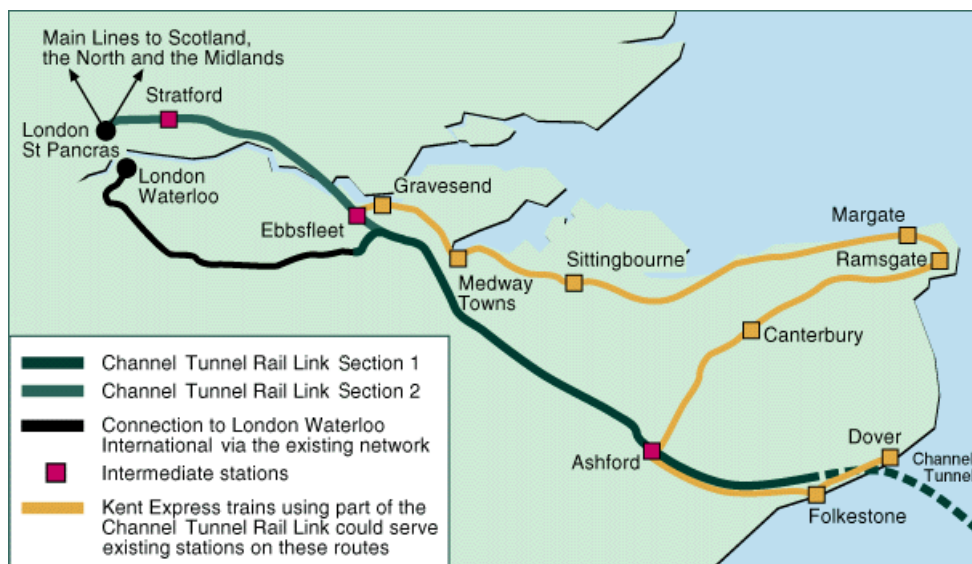 Main Lines to Scotland,
the North and the Midlands
Stratford
London
St Pancras
London
Waterloo
Gravesend
Ebbsfleet
Medway
Towns
Sittingbourne
Margate
Ramsgate
Canterbury
Ashford
Dover
Channel
Tunnel
Folkestone
Channel Tunnel Rail Link Section 1
Channel Tunnel Rail Link Section 2
Connection to London Waterloo
International via the existing network
Intermediate stations
Kent Express trains using part of the
Channel Tunnel Rail Link could serve
existing stations on these routes